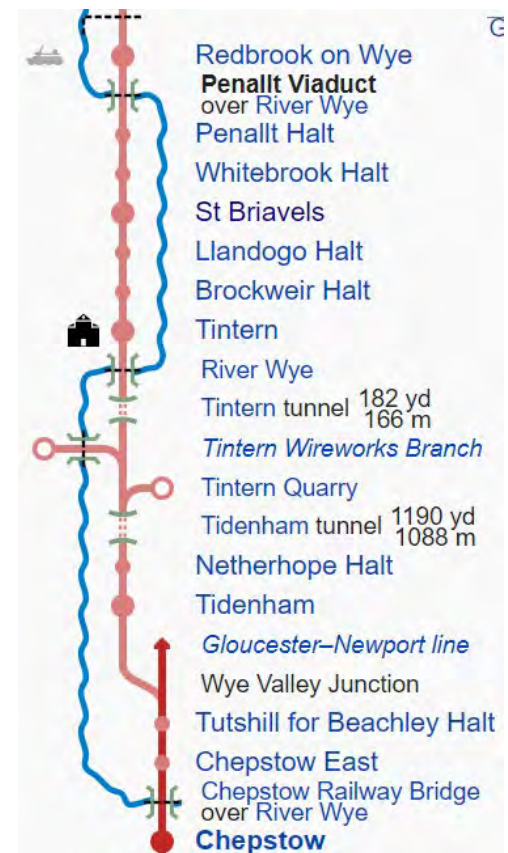 G
Redbrook on Wye
Penallt Viaduct
over River Wye
Penallt Halt
Whitebrook Halt
St Briavels
Llandogo Halt
Brockweir Halt
Tintern
River Wye
Tintern tunnel 182 yd
166 m
Tintern Wireworks Branch
Tintern Quarry
Tidenham tunnel 1190 yd
1088 m
Netherhope Halt
Tidenham
Gloucester–Newport line
Wye Valley Junction
Tutshill for Beachley Halt
Chepstow East
Chepstow Railway Bridge
over River Wye
Chepstow